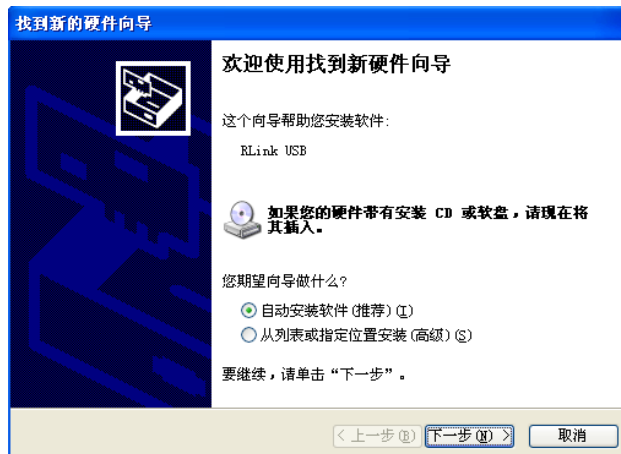 找到新的硬件向导
欢迎使用找到新硬件向导
这个向导帮助您安装软件:
RLink USB
如果您的硬件带有安装 CD 或软盘，请现在将
其插入。
您期望向导做什么?
自动安装软件(推荐)(I)
从列表或指定位置安装(高级)(S)
要继续，请单击“下一步”。
< 上一步(B) 下一步(N) > 取消